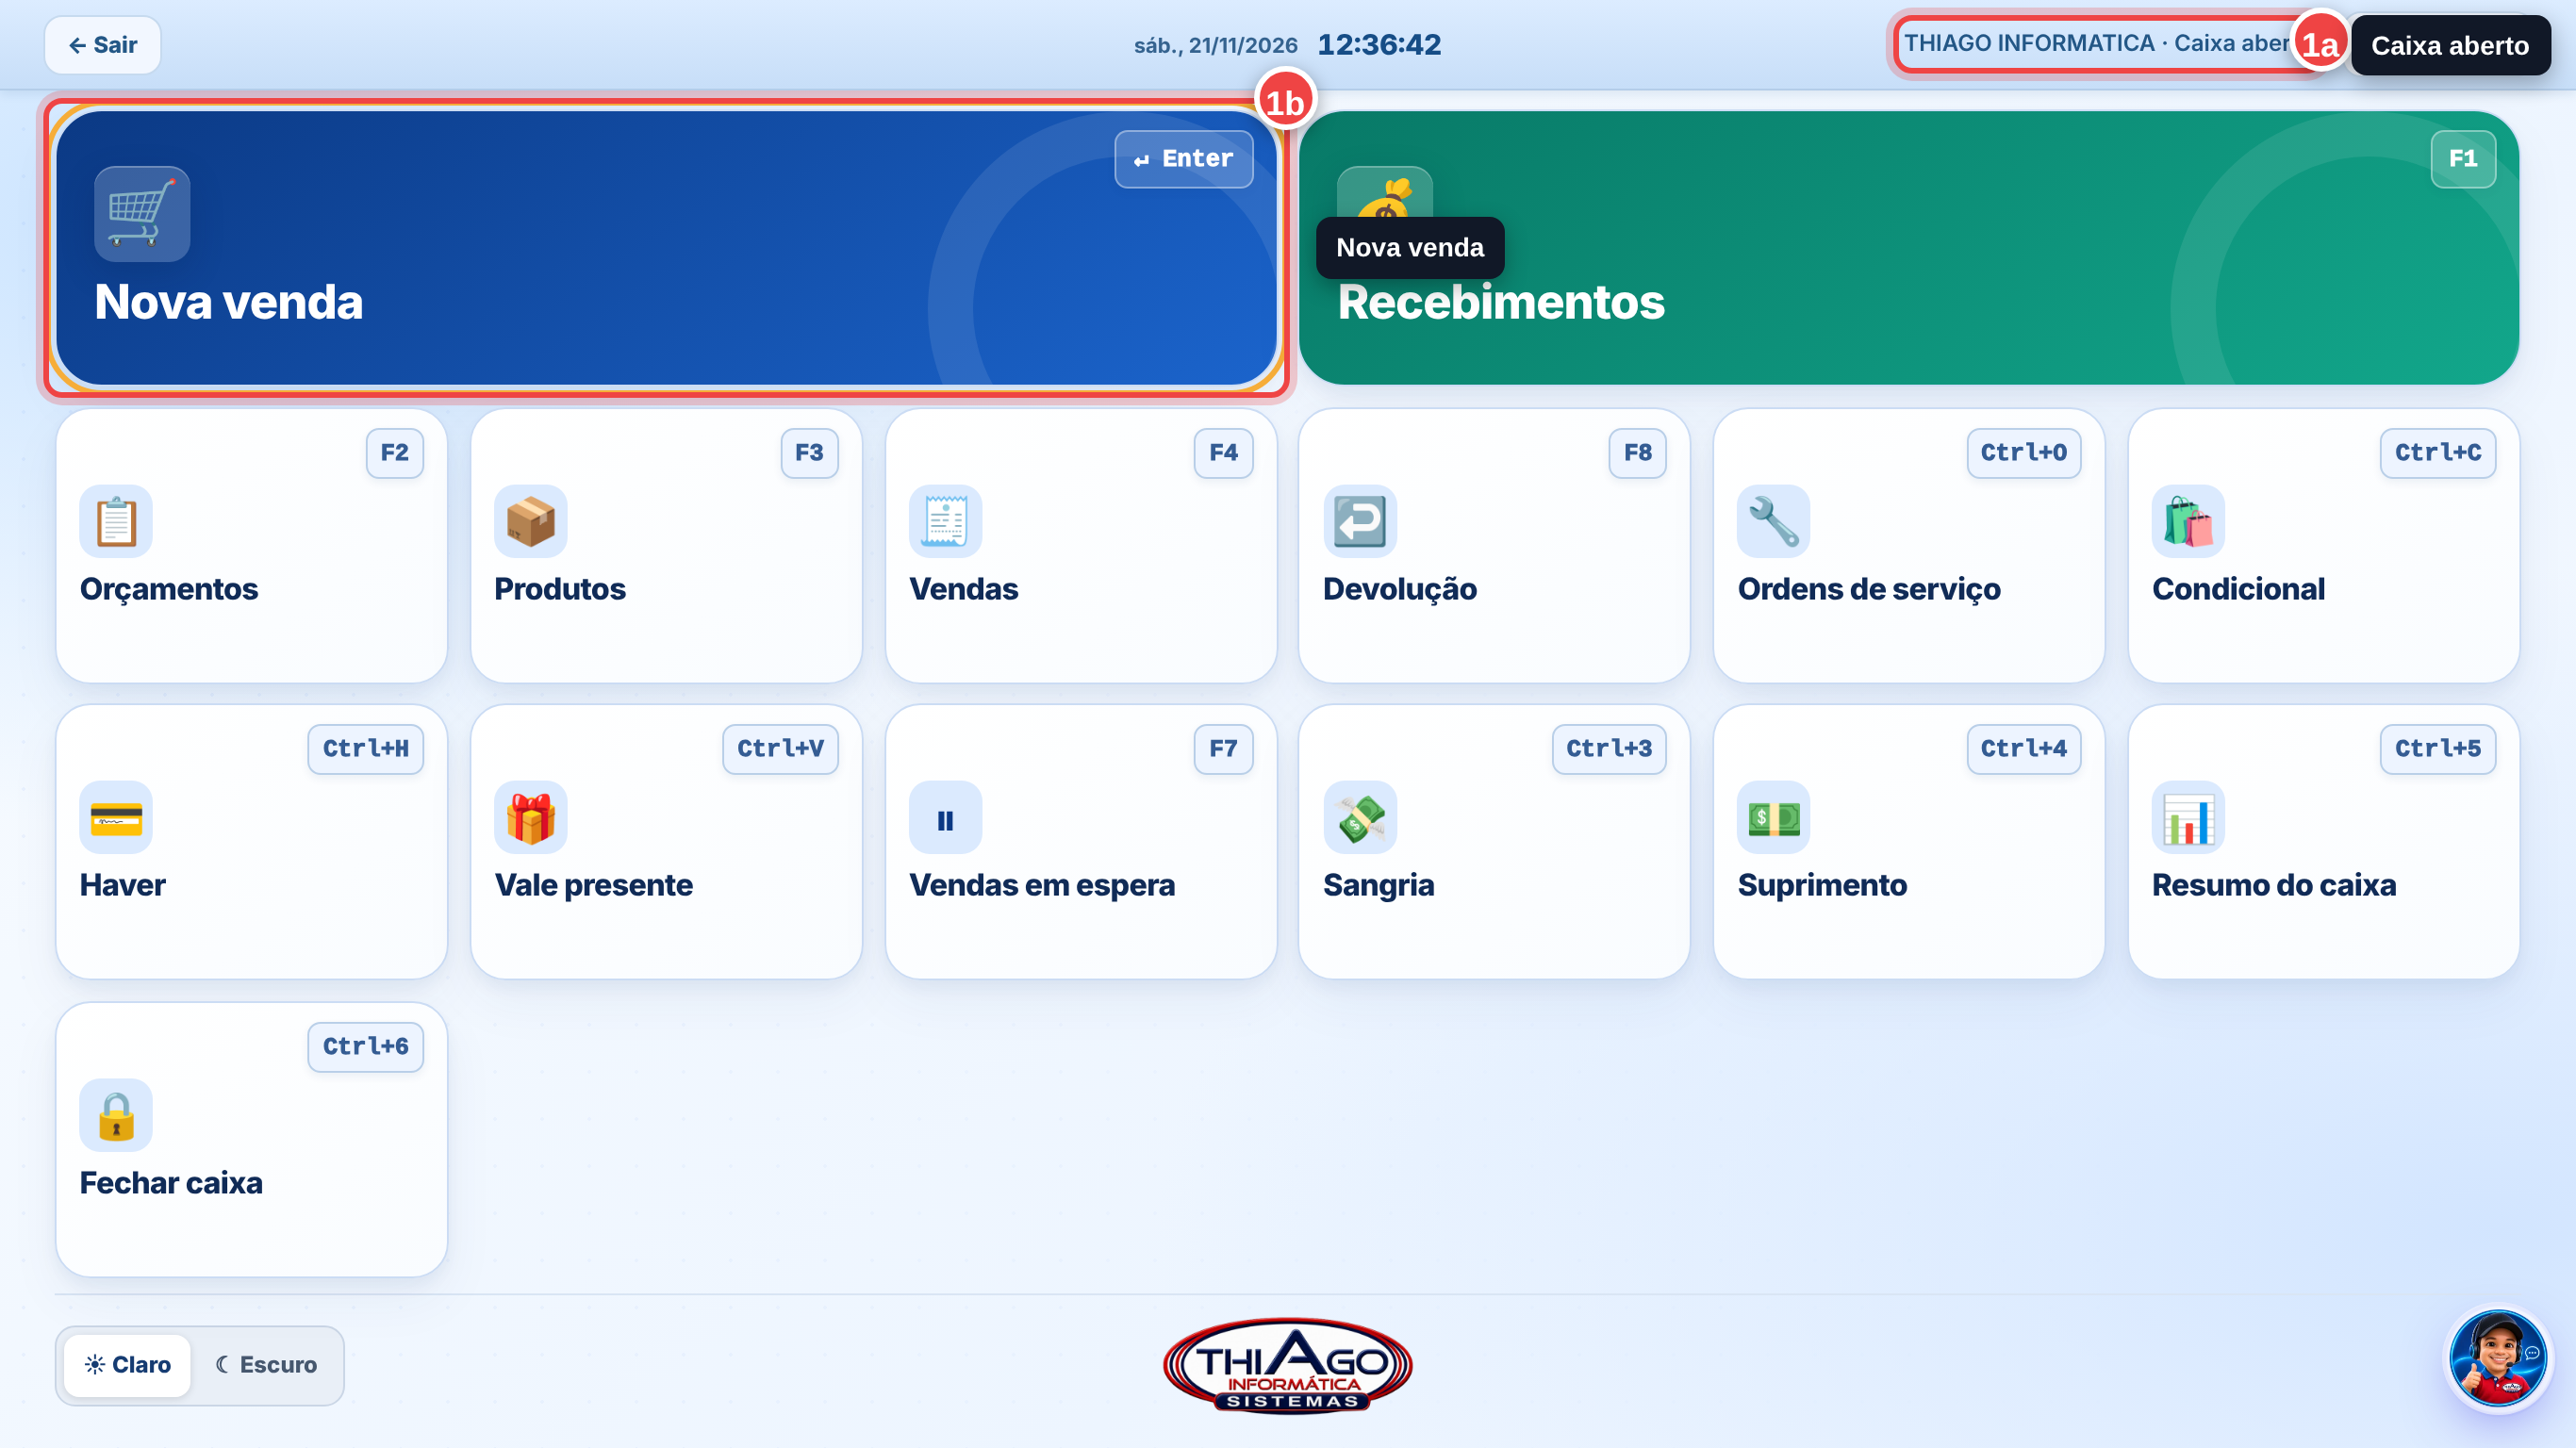 ← Sair
sáb., 21/11/2026 12:36:42
THIAGO INFORMATICA · Caixa aber
1a
Caixa aberto
1b
↵ Enter
Nova venda
F1
Nova venda
Recebimentos
F2
Orçamentos
F3
Produtos
F4
Vendas
F8
Devolução
Ctrl+O
Ordens de serviço
Ctrl+C
Condicional
Ctrl+H
Haver
Ctrl+V
Vale presente
F7
Vendas em espera
Ctrl+3
Sangria
Ctrl+4
Suprimento
Ctrl+5
Resumo do caixa
Ctrl+6
Fechar caixa
Claro
Escuro
THIAGO
INFORMÁTICA
SISTEMAS